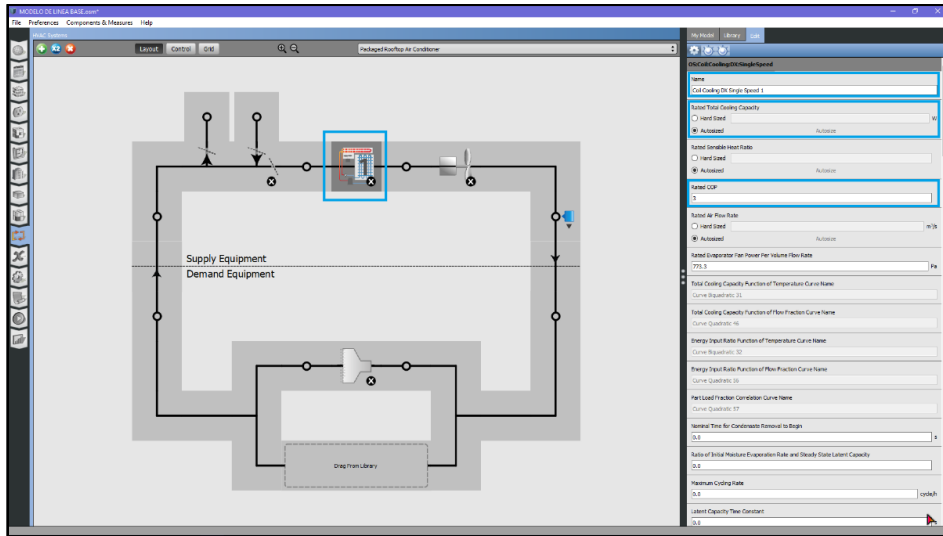 MODELO DE LINEA BASE.osm*
File Preferences Components & Measures Help
HVAC Systems
Layout Control Grid
Packaged Rooftop Air Conditioner
Supply Equipment
Demand Equipment
Drag From Library
My Model Library Edit
OS:Coil:Cooling:DX:SingleSpeed
Name
Coil Cooling DX Single Speed 1
Rated Total Cooling Capacity
Hard Sized W
Autosized Autosize
Rated Sensible Heat Ratio
Hard Sized
Autosized Autosize
Rated COP
3
Rated Air Flow Rate
Hard Sized m³/s
Autosized Autosize
Rated Evaporator Fan Power Per Volume Flow Rate
773.3 Pa
Total Cooling Capacity Function of Temperature Curve Name
Curve Biquadratic 31
Total Cooling Capacity Function of Flow Fraction Curve Name
Curve Quadratic 46
Energy Input Ratio Function of Temperature Curve Name
Curve Biquadratic 32
Energy Input Ratio Function of Flow Fraction Curve Name
Curve Quadratic
Part Load Fraction Correlation Curve Name
Curve Quadratic 57
Nominal Time for Condensate Removal to Begin
0.0 s
Ratio of Initial Moisture Evaporation Rate and Steady State Latent Capacity
0.0
Maximum Cycling Rate
0.0 cycle/h
Latent Capacity Time Constant
0.0